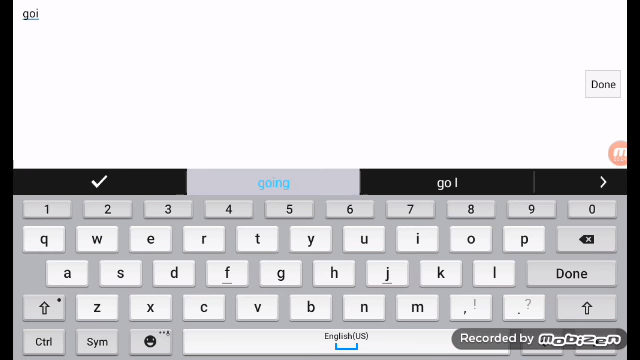 goi
Done
going go I
1 2 3 4 5 6 7 8 9 0
q w e r t y u i o p
a s d f g h j k l Done
z x c v b n m , ! . ?
Ctrl Sym English(US)
Recorded by MOBIZEN